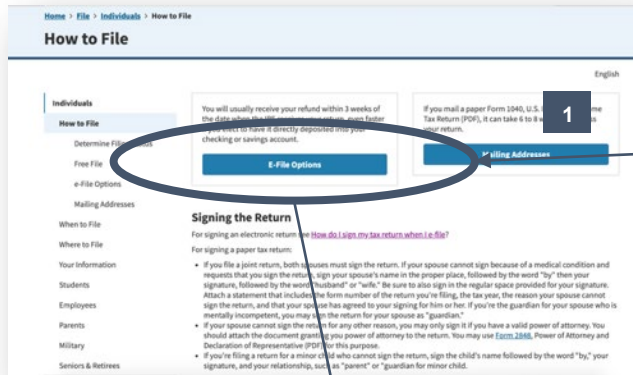 Home > File > Individuals > How to File
How to File
English
Individuals
How to File
Determine Filing
Free File
e-File Options
Mailing Addresses
When to File
Where to File
Your Information
Students
Employees
Parents
Military
Seniors & Retirees
You will usually receive your refund within 3 weeks of
the date when the IRS receives your return, even faster
if you elect to have it directly deposited into your
checking or savings account.
E-File Options
If you mail a paper Form 1040, U.S.
Tax Return (PDF), it can take 6 to 8
your return.
Mailing Addresses
1
Signing the Return
For signing an electronic return see How do I sign my tax return when I e-file?
For signing a paper tax return:
• If you file a joint return, both spouses must sign the return. If your spouse cannot sign because of a medical condition and
requests that you sign the return, sign your spouse's name in the proper place, followed by the word "by" then your
signature, followed by the word "husband" or "wife." Be sure to also sign in the regular space provided for your signature.
Attach a statement that includes the form number of the return you're filing, the tax year, the reason your spouse cannot
sign the return, and that your spouse has agreed to your signing for him or her. If you're the guardian for your spouse who is
mentally incompetent, you may sign the return for your spouse as "guardian."
• If your spouse cannot sign the return for any other reason, you may only sign it if you have a valid power of attorney. You
should attach the document granting you power of attorney to the return. You may use Form 2848, Power of Attorney and
Declaration of Representative (PDF) for this purpose.
• If you're filing a return for a minor child who cannot sign the return, sign the child's name followed by the word "by," your
signature, and your relationship, such as "parent" or "guardian for minor child.